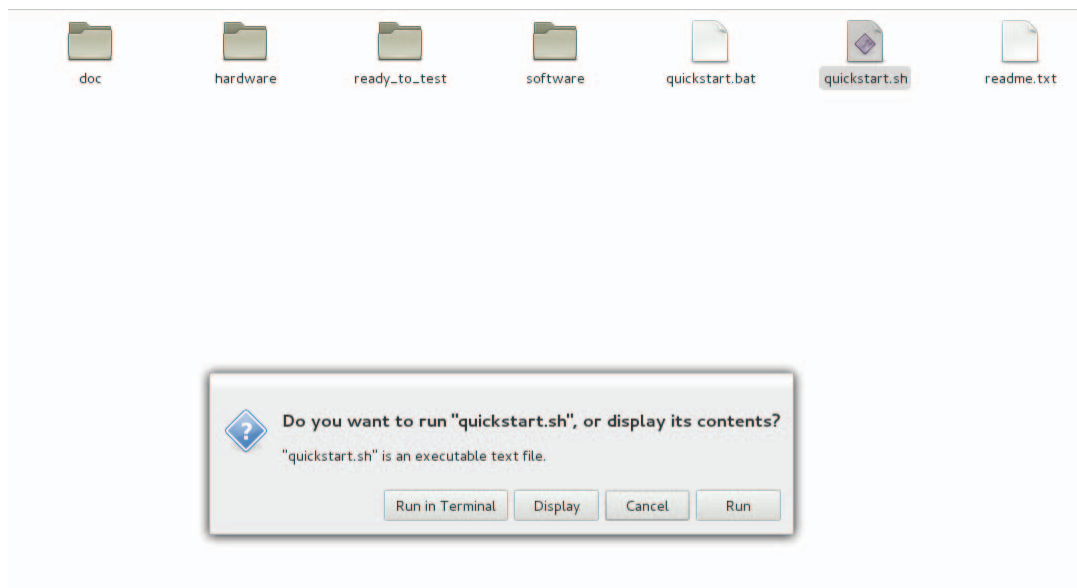 doc
hardware
ready_to_test
software
quickstart.bat
quickstart.sh
readme.txt
?
Do you want to run "quickstart.sh", or display its contents?
"quickstart.sh" is an executable text file.
Run in Terminal
Display
Cancel
Run